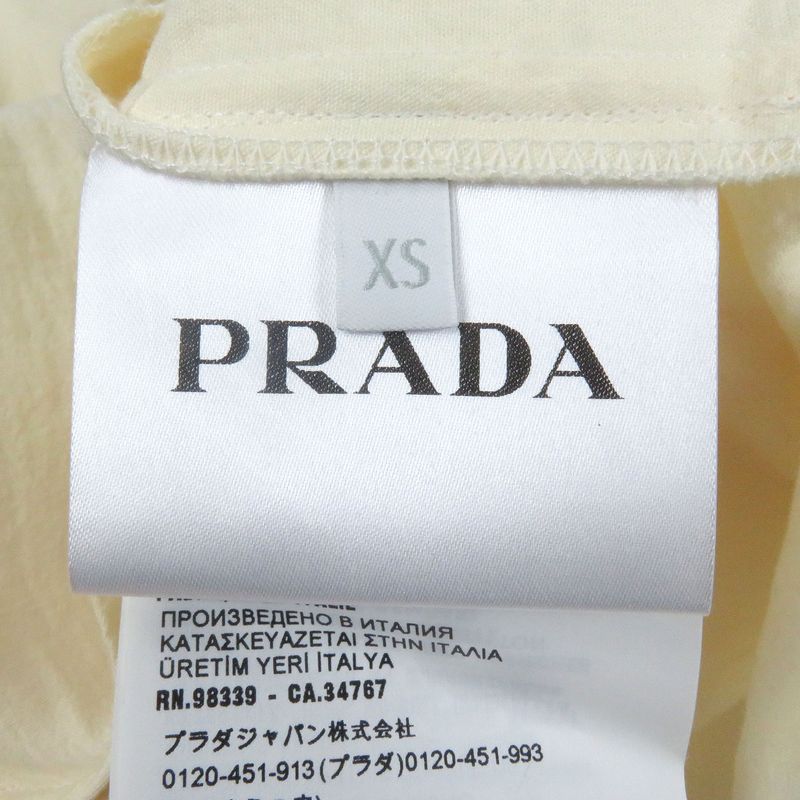 XS
PRADA
ПРОИЗВЕДЕНО В ИТАЛИЯ
ΚΑΤΑΣΚΕΥΑΖΕΤΑΙ ΣΤΗΝ ΙΤΑΛΙΑ
ÜRETİM YERİ İTALYA
RN.98339 - CA.34767
プラダジャパン株式会社
0120-451-913(プラダ)0120-451-993